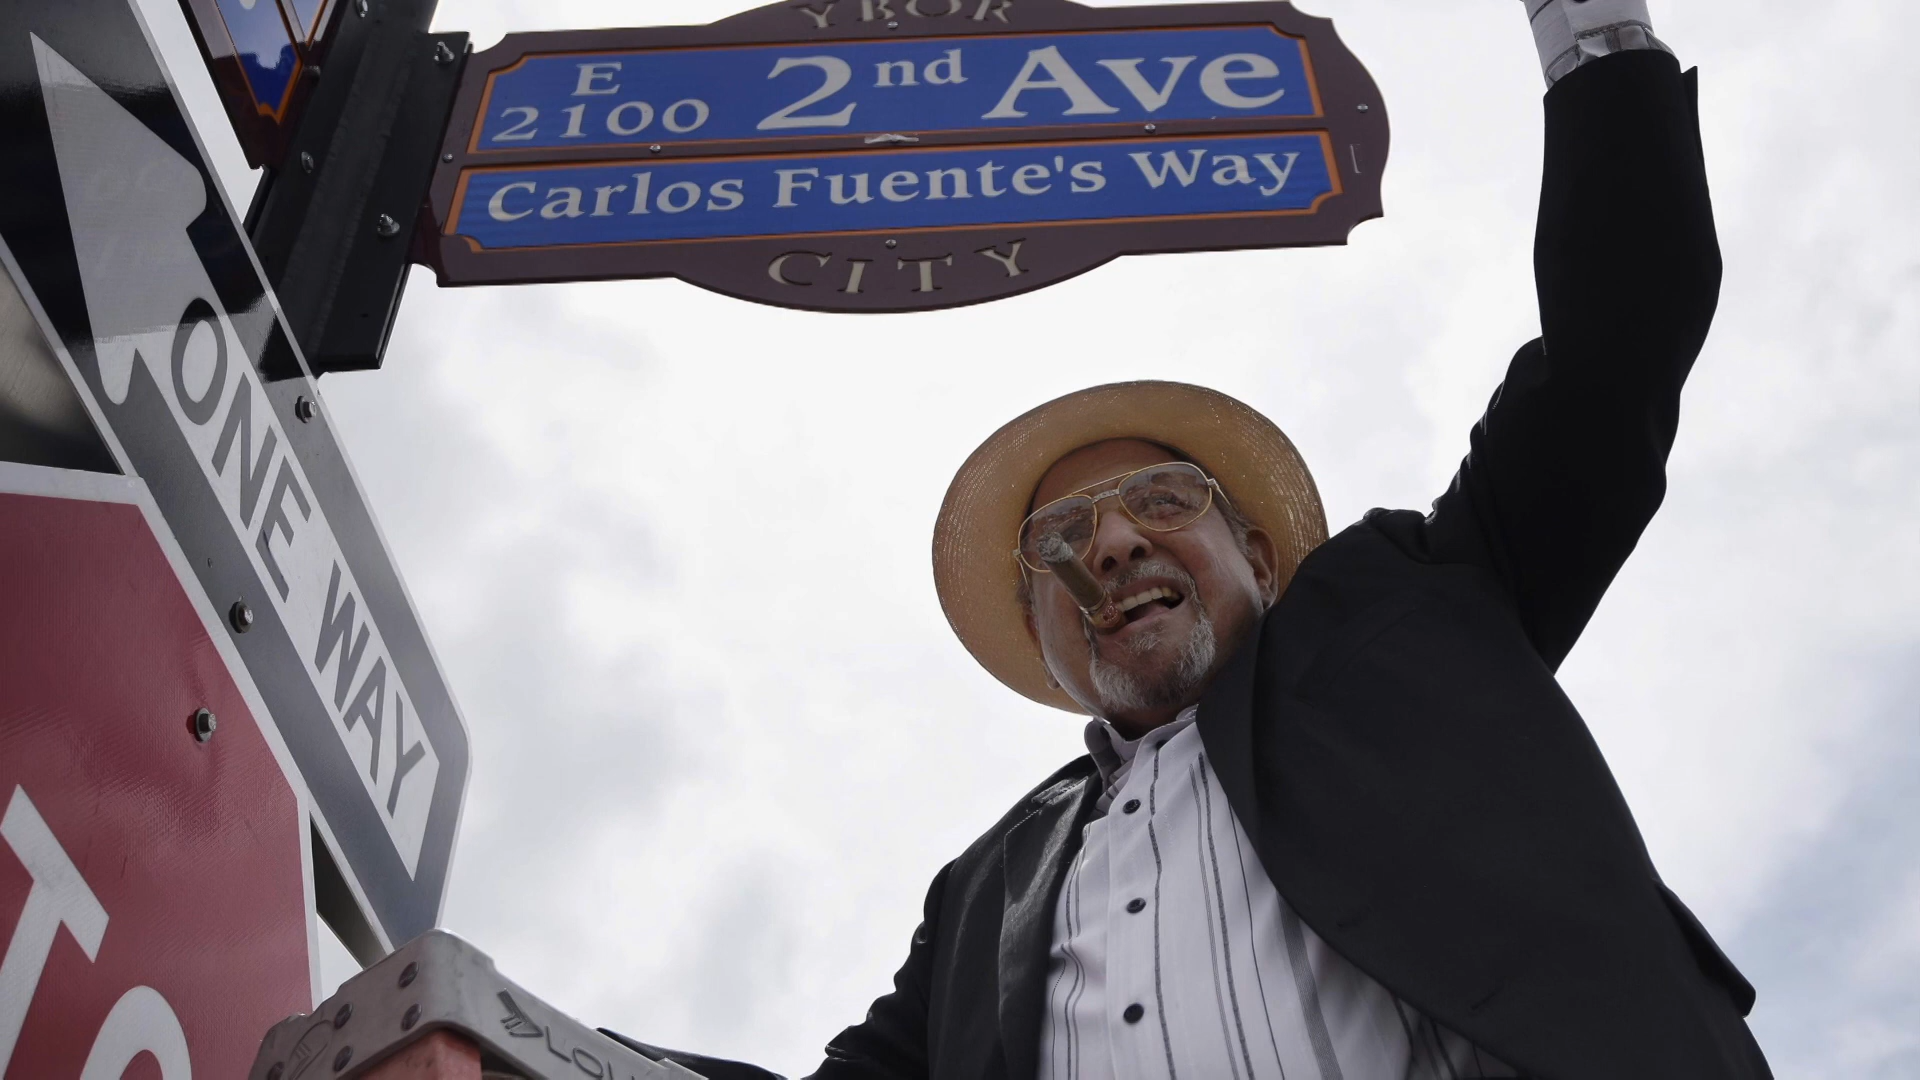 YBOR
E
2100 2nd Ave
Carlos Fuente's Way
CITY
ONE WAY